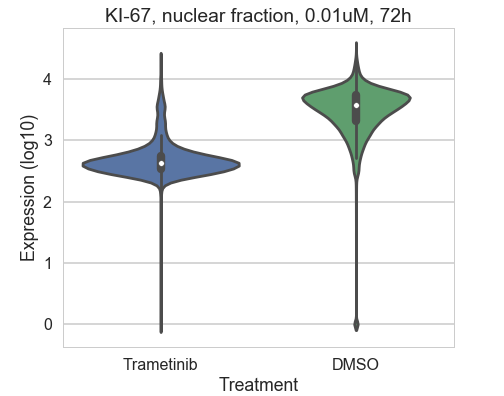 KI-67, nuclear fraction, 0.01uM, 72h
Expression (log10)
4
3
2
1
0
Trametinib DMSO
Treatment